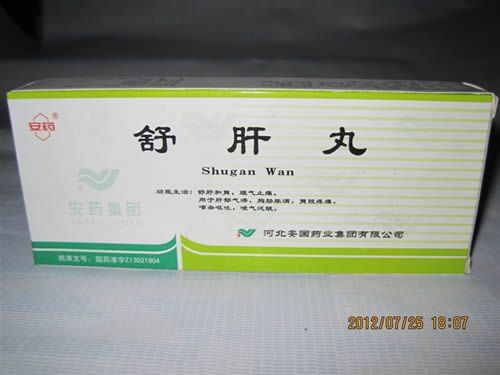 安药®
舒肝丸
Shugan Wan
功能主治：舒肝和胃，理气止痛。
用于肝郁气滞，胸胁胀满，胃脘疼痛，
嘈杂呕吐，嗳气泛酸。
安药集团
河北安国药业集团有限公司
批准文号：国药准字Z13021904
2012/07/25 18:07